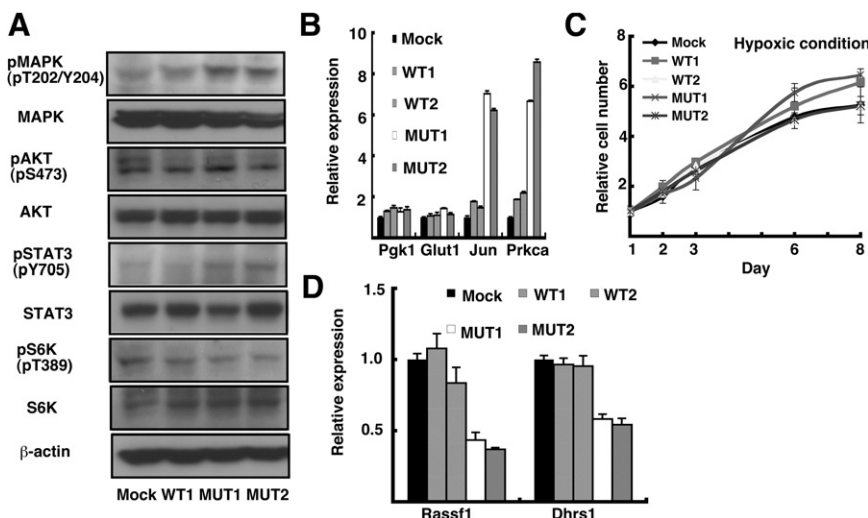 A
pMAPK
(pT202/Y204)
MAPK
pAKT
(pS473)
AKT
pSTAT3
(pY705)
STAT3
pS6K
(pT389)
S6K
β-actin
Mock WT1 MUT1 MUT2
B
Relative expression
10
8
6
4
2
Mock
WT1
WT2
MUT1
MUT2
Pgk1 Glut1 Jun Prkca
C
Relative cell number
8
6
4
2
Mock
WT1
WT2
MUT1
MUT2
Hypoxic condition
1 2 3 6 8
Day
D
Relative expression
1.5
1.0
0.5
Mock WT1 WT2
MUT1 MUT2
Rassf1 Dhrs1